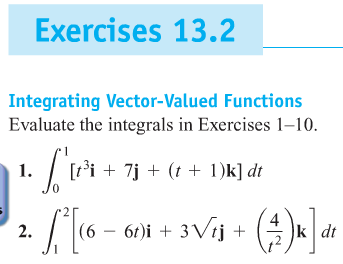 Exercises 13.2
Integrating Vector-Valued Functions
Evaluate the integrals in Exercises 1–10.
1. ∫₀¹ [t³i + 7j + (t + 1)k] dt
2. ∫₁² [(6 − 6t)i + 3√t j + (4/t²)k] dt